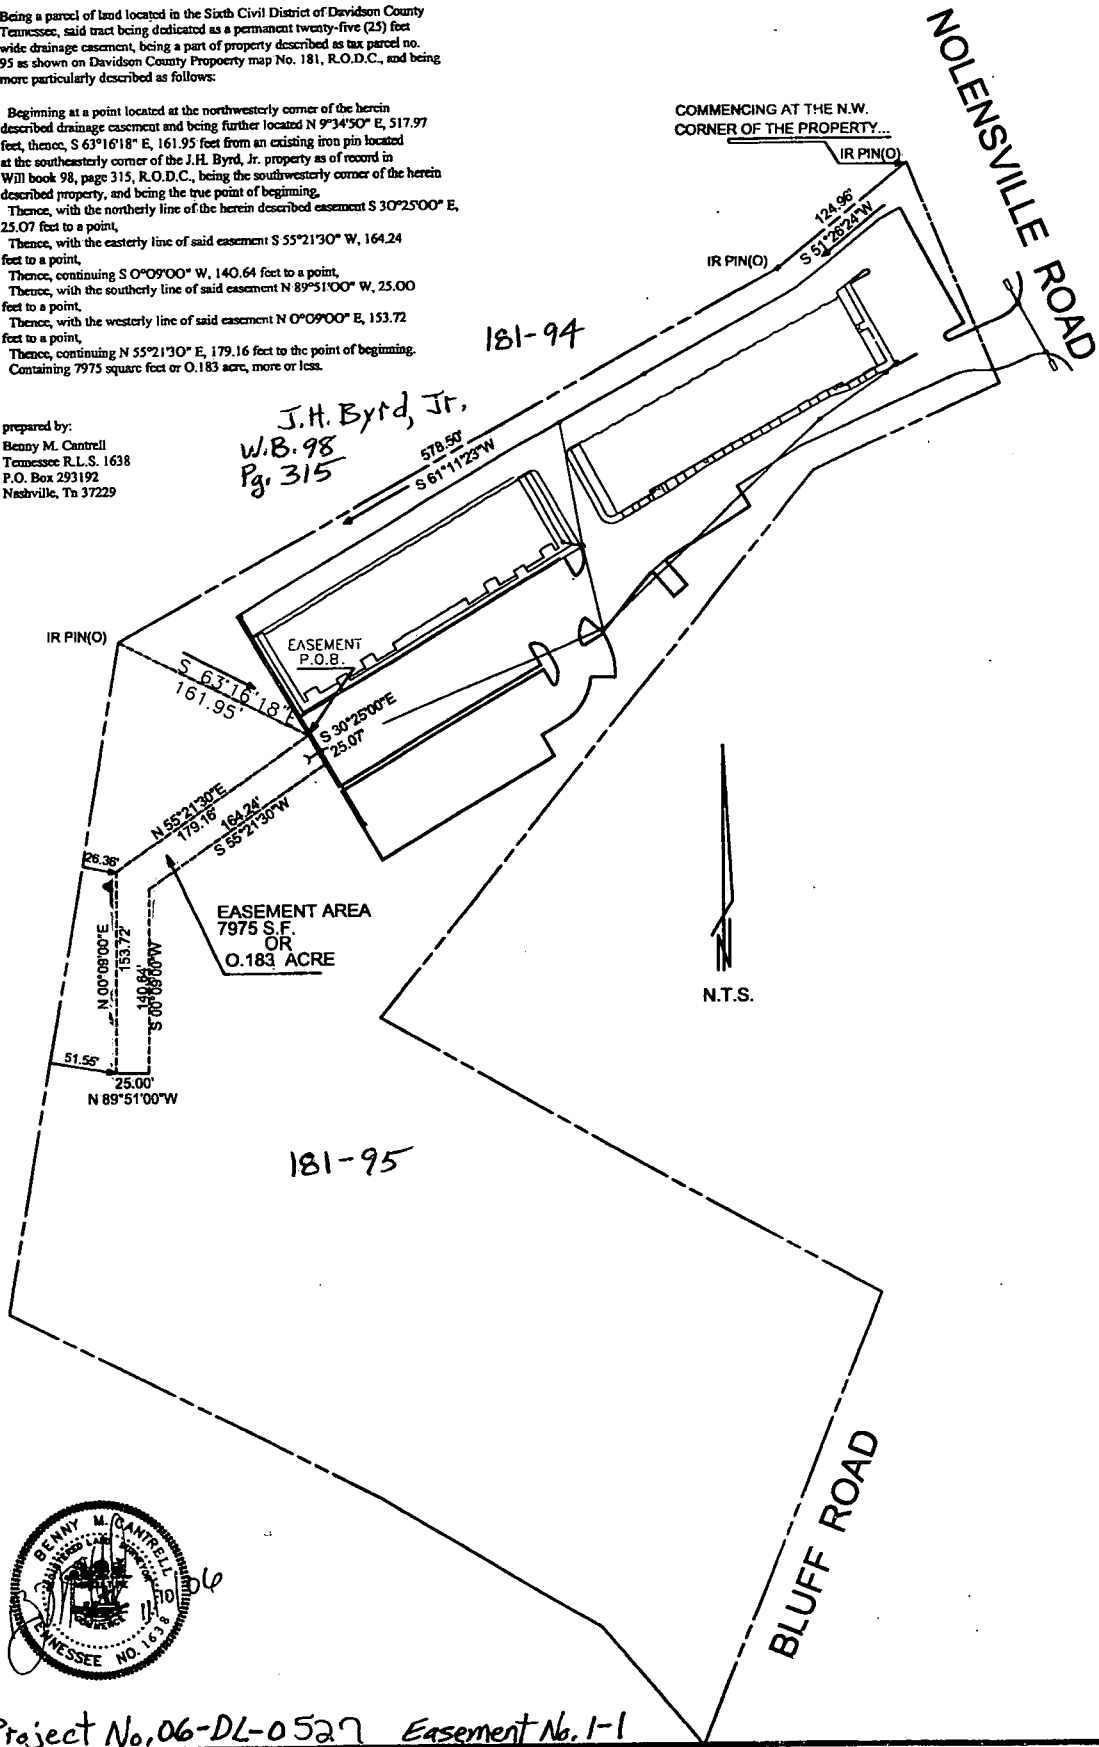 Being a parcel of land located in the Sixth Civil District of Davidson County
Tennessee, said tract being dedicated as a permanent twenty-five (25) feet
wide drainage easement, being a part of property described as tax parcel no.
95 as shown on Davidson County Propoerty map No. 181, R.O.D.C., and being
more particularly described as follows:
Beginning at a point located at the northwesterly corner of the herein
described drainage easement and being further located N 9°34'50" E, 517.97
feet, thence, S 63°16'18" E, 161.95 feet from an existing iron pin located
at the southeasterly corner of the J.H. Byrd, Jr. property as of record in
Will book 98, page 315, R.O.D.C., being the southwesterly corner of the herein
described property, and being the true point of beginning,
Thence, with the northerly line of the herein described easement S 30°25'00" E,
25.07 feet to a point,
Thence, with the easterly line of said easement S 55°21'30" W, 164.24
feet to a point,
Thence, continuing S 0°09'00" W, 140.64 feet to a point,
Thence, with the southerly line of said easement N 89°51'00" W, 25.00
feet to a point,
Thence, with the westerly line of said easement N 0°09'00" E, 153.72
feet to a point,
Thence, continuing N 55°21'30" E, 179.16 feet to the point of beginning.
Containing 7975 square feet or 0.183 acre, more or less.
prepared by:
Benny M. Cantrell
Tennessee R.L.S. 1638
P.O. Box 293192
Nashville, Tn 37229
NOLENSVILLE ROAD
COMMENCING AT THE N.W.
CORNER OF THE PROPERTY...
IR PIN(O)
124.96'
S 51°26'24"W
IR PIN(O)
181-94
J.H. Byrd, Jr.
W.B. 98
Pg. 315
578.50'
S 61°11'23"W
IR PIN(O)
EASEMENT
P.O.B.
S 63°16'18"E
161.95'
S 30°25'00"E
25.07'
N 55°21'30"E
179.16'
164.24'
S 55°21'30"W
26.36'
EASEMENT AREA
7975 S.F.
OR
0.183 ACRE
N 00°09'00"E
153.72'
140.64'
S 00°09'00"W
N
N.T.S.
51.55'
25.00'
N 89°51'00"W
181-95
BLUFF ROAD
BENNY M. CANTRELL
REGISTERED LAND SURVEYOR
COMMERCE
TENNESSEE NO. 1638
11/10/06
Project No. 06-DL-0527 Easement No. 1-1